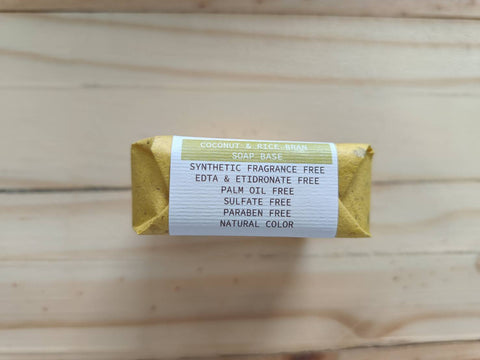 COCONUT & RICE BRAN
SOAP BASE
SYNTHETIC FRAGRANCE FREE
EDTA & ETIDRONATE FREE
PALM OIL FREE
SULFATE FREE
PARABEN FREE
NATURAL COLOR